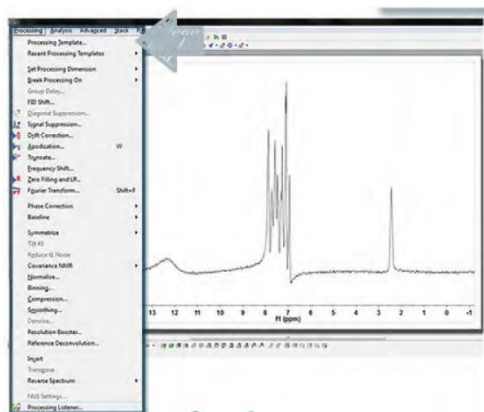 Processing Analysis Advanced Stack
Processing Template...
Recent Processing Templates
Set Processing Dimension
Break Processing On
Group Delay...
FID Shift...
Diagonal Suppression...
Signal Suppression...
Drift Correction...
Apodization... W
Truncate...
Frequency Shift...
Zero Filling and LP...
Fourier Transform... Shift+F
Phase Correction
Baseline
Symmetrize
Tilt 45
Reduce t1 Noise
Covariance NMR
Normalize...
Binning...
Compression...
Smoothing...
Denoise...
Resolution Booster...
Reference Deconvolution...
Invert
Transpose
Reverse Spectrum
NUS Settings...
Processing Listener...
13 12 11 10 9 8 7 6 5 4 3 2 1 0 -1
f1 (ppm)